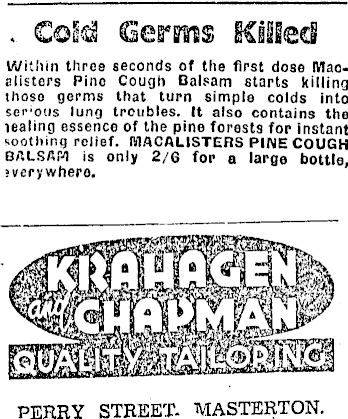 Cold Germs Killed
Within three seconds of the first dose Mac-
alisters Pine Cough Balsam starts killing
those germs that turn simple colds into
serious lung troubles. It also contains the
healing essence of the pine forests for instant
soothing relief. MACALISTERS PINE COUGH
BALSAM is only 2/6 for a large bottle,
everywhere.
KRAHAGEN
and CHAPMAN
QUALITY TAILORING
PERRY STREET. MASTERTON.